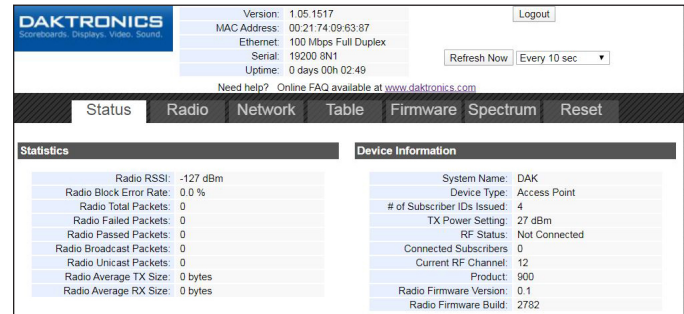 DAKTRONICS
Scoreboards. Displays. Video. Sound.
Version: 1.05.1517
MAC Address: 00:21:74:09:63:87
Ethernet: 100 Mbps Full Duplex
Serial: 19200 8N1
Uptime: 0 days 00h 02:49
Logout
Refresh Now Every 10 sec
Need help? Online FAQ available at www.daktronics.com
Status Radio Network Table Firmware Spectrum Reset
Statistics
Radio RSSI: -127 dBm
Radio Block Error Rate: 0.0 %
Radio Total Packets: 0
Radio Failed Packets: 0
Radio Passed Packets: 0
Radio Broadcast Packets: 0
Radio Unicast Packets: 0
Radio Average TX Size: 0 bytes
Radio Average RX Size: 0 bytes
Device Information
System Name: DAK
Device Type: Access Point
# of Subscriber IDs Issued: 4
TX Power Setting: 27 dBm
RF Status: Not Connected
Connected Subscribers 0
Current RF Channel: 12
Product: 900
Radio Firmware Version: 0.1
Radio Firmware Build: 2782